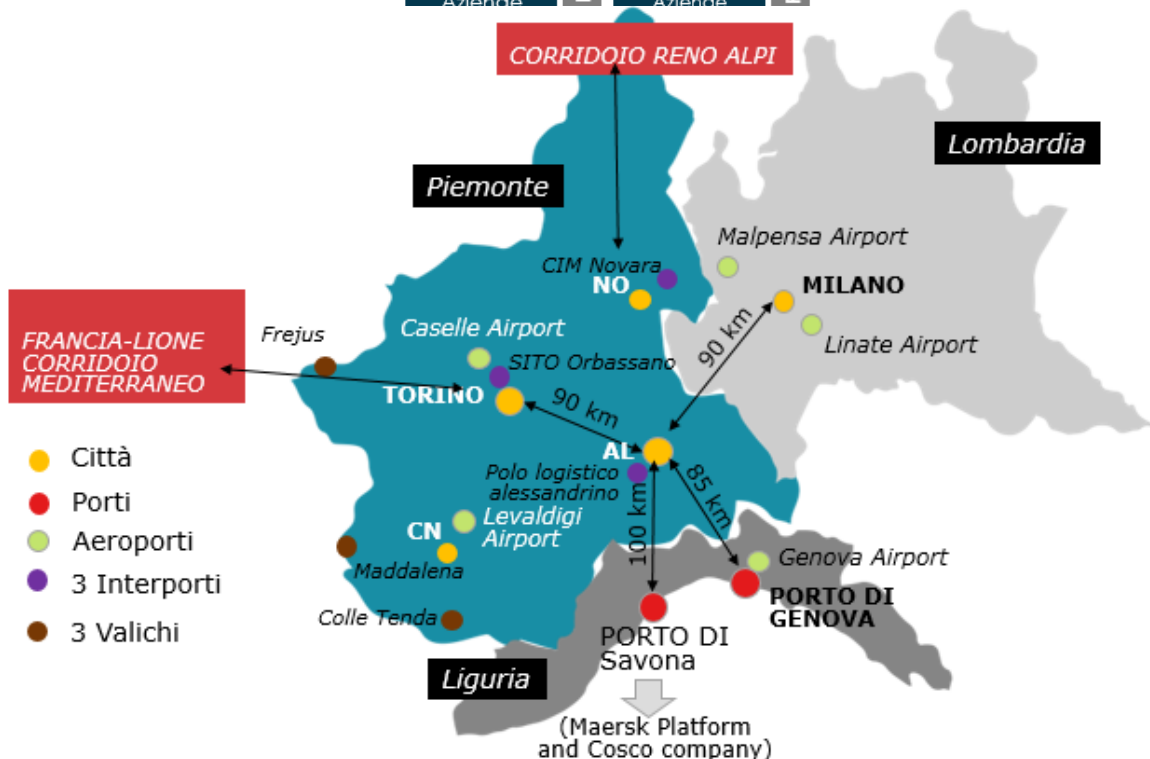 Aziende
Aziende
CORRIDOIO RENO ALPI
Lombardia
Piemonte
Malpensa Airport
CIM Novara
NO
MILANO
FRANCIA-LIONE
CORRIDOIO
MEDITERRANEO
Frejus
Caselle Airport
90 km
Linate Airport
SITO Orbassano
TORINO
90 km
Città
AL
Polo logistico
alessandrino
85 km
100 km
Porti
Levaldigi
Airport
CN
Aeroporti
Genova Airport
Maddalena
3 Interporti
PORTO DI
GENOVA
Colle Tenda
3 Valichi
PORTO DI
Savona
Liguria
(Maersk Platform
and Cosco company)